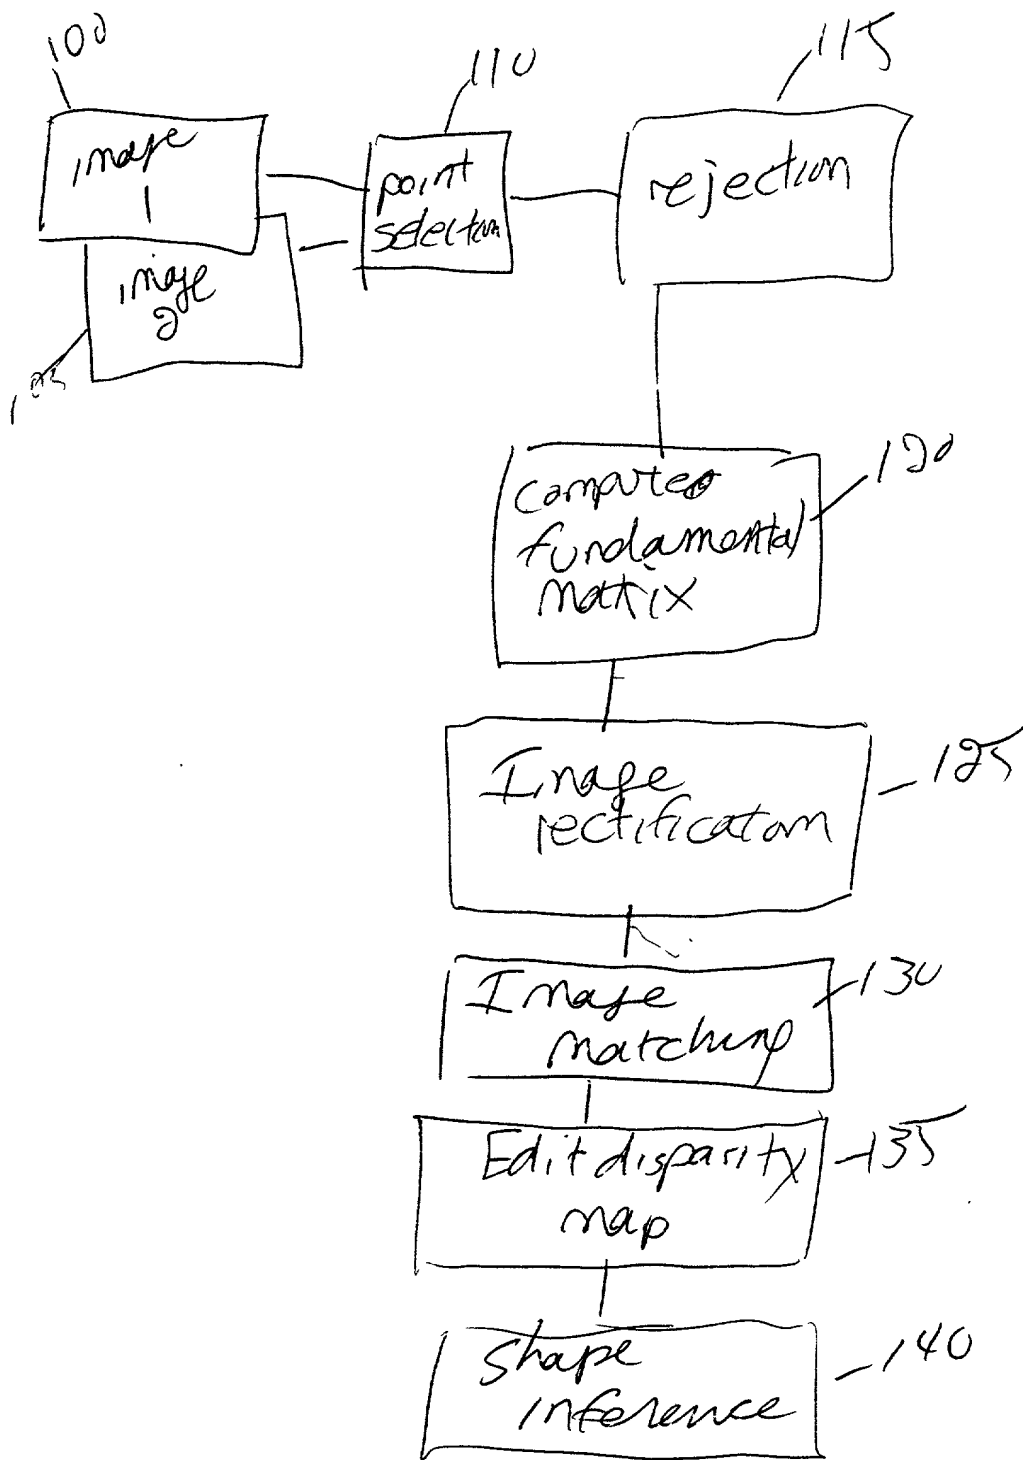 100
110
115
image
1
point
selection
rejection
image
2
105
compute
fundamental
matrix
120
Image
rectification
125
Image
matching
130
Edit disparity
map
135
shape
inference
140